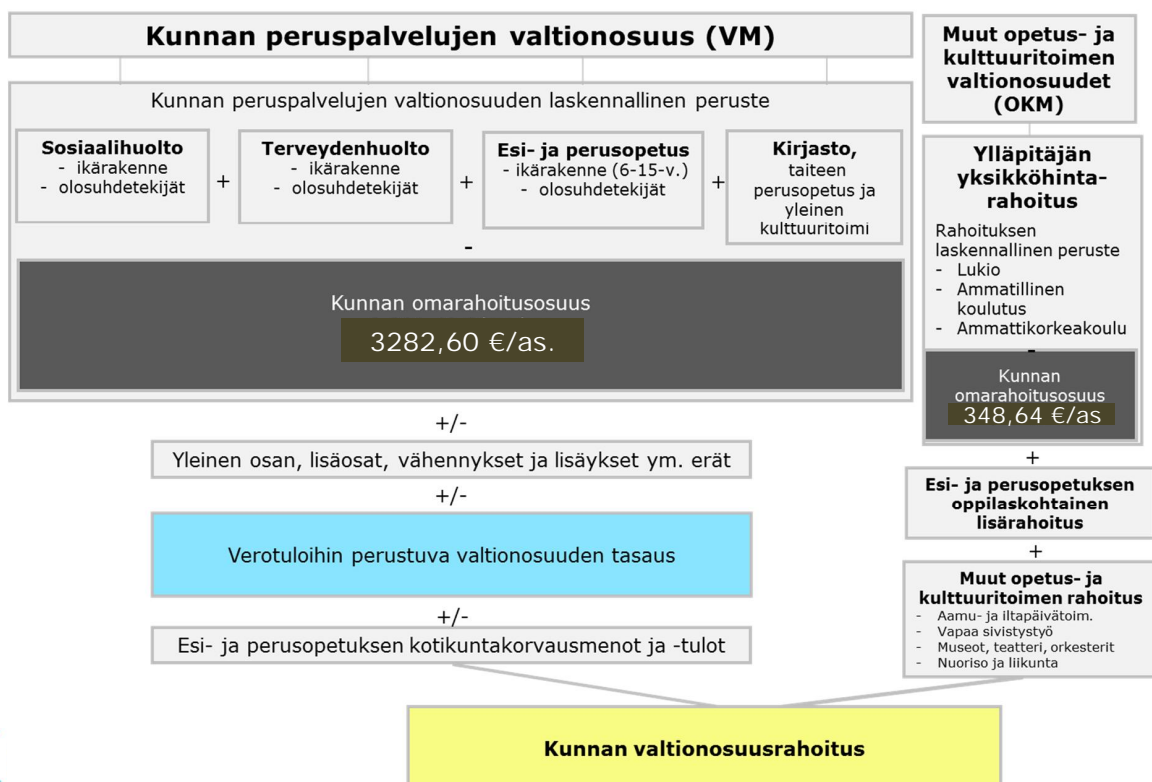 Kunnan peruspalvelujen valtionosuus (VM)
Kunnan peruspalvelujen valtionosuuden laskennallinen peruste
Sosiaalihuolto
- ikärakenne
- olosuhdetekijät
+
Terveydenhuolto
- ikärakenne
- olosuhdetekijät
+
Esi- ja perusopetus
- ikärakenne (6-15-v.)
- olosuhdetekijät
+
Kirjasto,
taiteen
perusopetus ja
yleinen
kulttuuritoimi
-
Kunnan omarahoitusosuus
3282,60 €/as.
+/-
Yleinen osan, lisäosat, vähennykset ja lisäykset ym. erät
+/-
Verotuloihin perustuva valtionosuuden tasaus
+/-
Esi- ja perusopetuksen kotikuntakorvausmenot ja -tulot
Muut opetus- ja
kulttuuritoimen
valtionosuudet
(OKM)
Ylläpitäjän
yksikköhinta-
rahoitus
Rahoituksen
laskennallinen peruste
- Lukio
- Ammatillinen
koulutus
- Ammattikorkeakoulu
-
Kunnan
omarahoitusosuus
348,64 €/as
+
Esi- ja perusopetuksen
oppilaskohtainen
lisärahoitus
+
Muut opetus- ja
kulttuuritoimen rahoitus
- Aamu- ja iltapäivätoim.
- Vapaa sivistystyö
- Museot, teatteri, orkesterit
- Nuoriso ja liikunta
Kunnan valtionosuusrahoitus